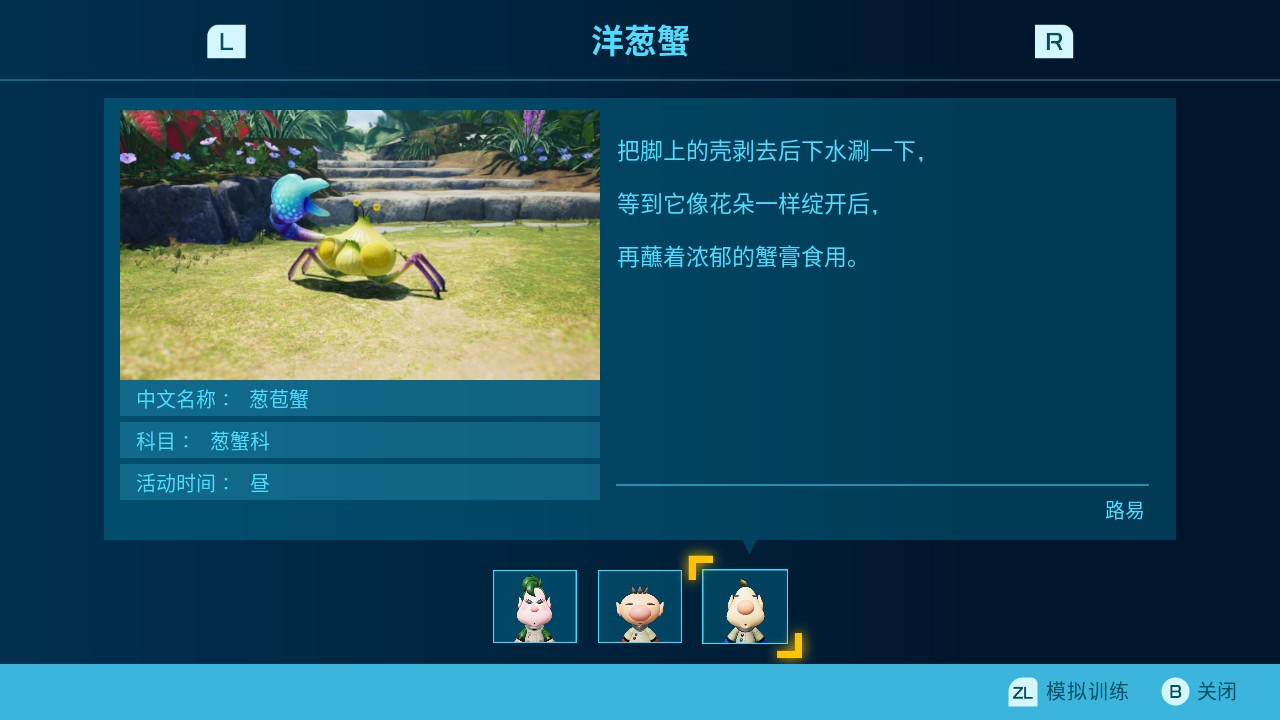 L
洋葱蟹
R
把脚上的壳剥去后下水涮一下，
等到它像花朵一样绽开后，
再蘸着浓郁的蟹膏食用。
中文名称： 葱苞蟹
科目： 葱蟹科
活动时间： 昼
路易
ZL 模拟训练 B 关闭